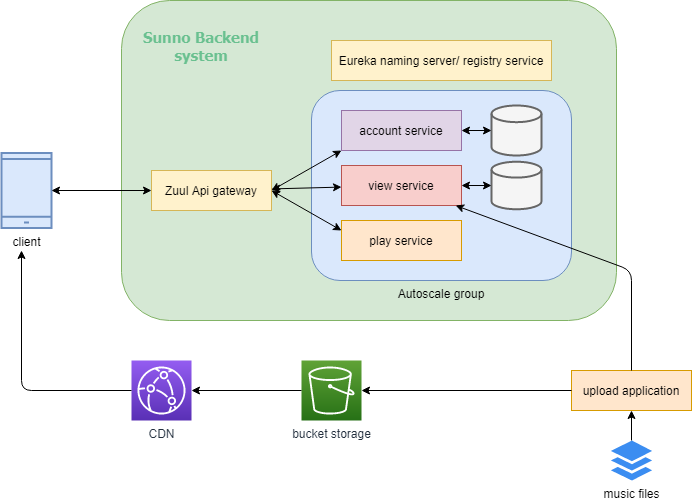 Sunno Backend
system
Eureka naming server/ registry service
account service
Zuul Api gateway
view service
play service
client
Autoscale group
upload application
CDN
bucket storage
music files